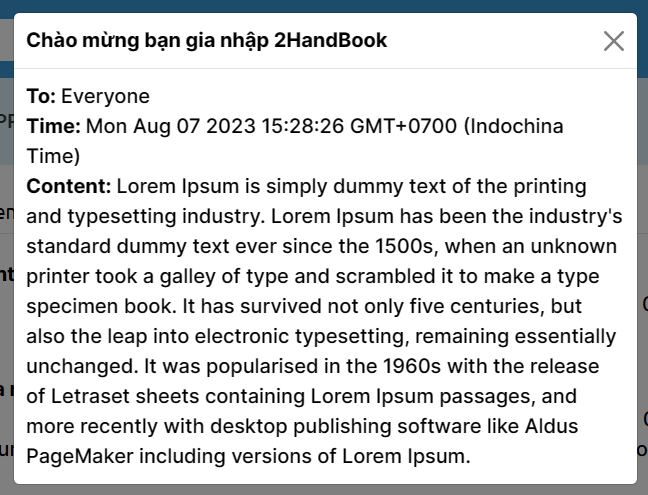 Chào mừng bạn gia nhập 2HandBook
To: Everyone
Time: Mon Aug 07 2023 15:28:26 GMT+0700 (Indochina
Time)
Content: Lorem Ipsum is simply dummy text of the printing
and typesetting industry. Lorem Ipsum has been the industry's
standard dummy text ever since the 1500s, when an unknown
printer took a galley of type and scrambled it to make a type
specimen book. It has survived not only five centuries, but
also the leap into electronic typesetting, remaining essentially
unchanged. It was popularised in the 1960s with the release
of Letraset sheets containing Lorem Ipsum passages, and
more recently with desktop publishing software like Aldus
PageMaker including versions of Lorem Ipsum.